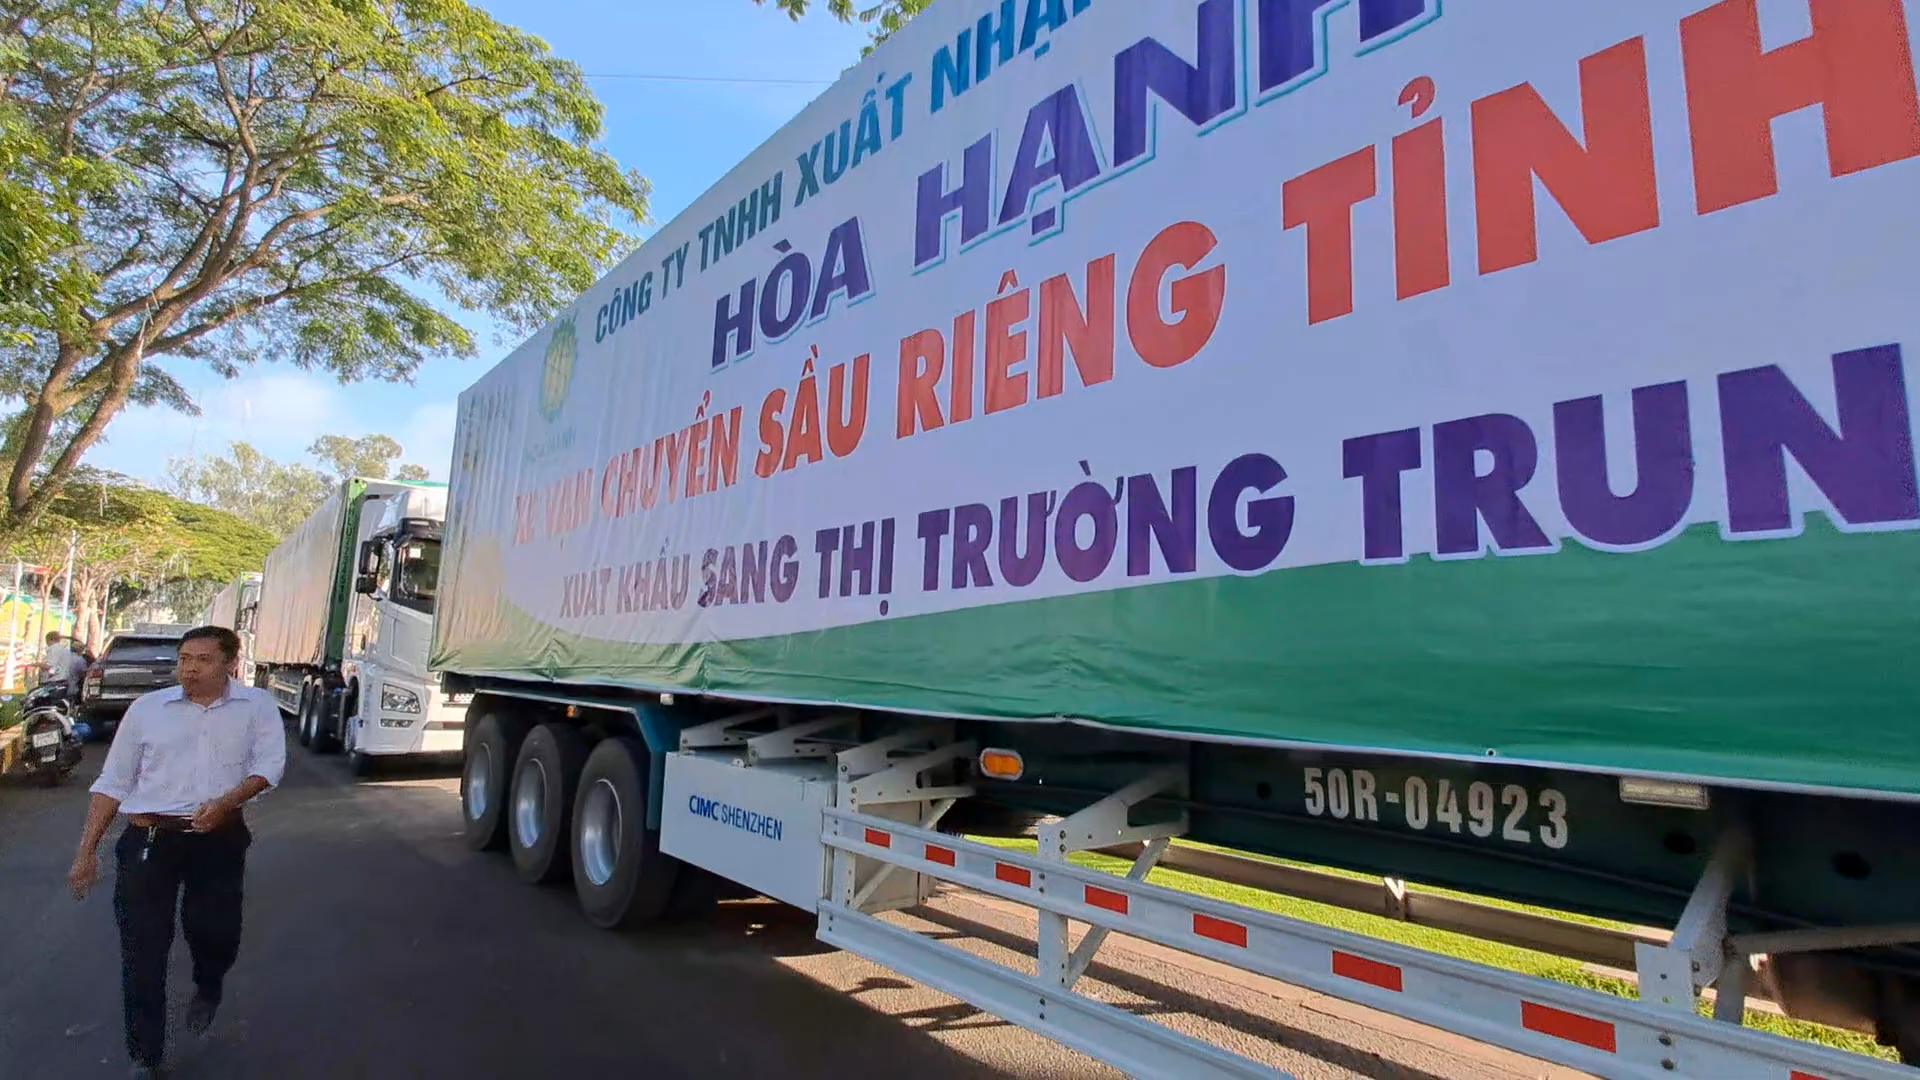 CÔNG TY TNHH XUẤT NHẬP
HÒA HẠNH
XE VẬN CHUYỂN SẦU RIÊNG TỈNH
XUẤT KHẨU SANG THỊ TRƯỜNG TRUN
CIMC SHENZHEN
50R-04923